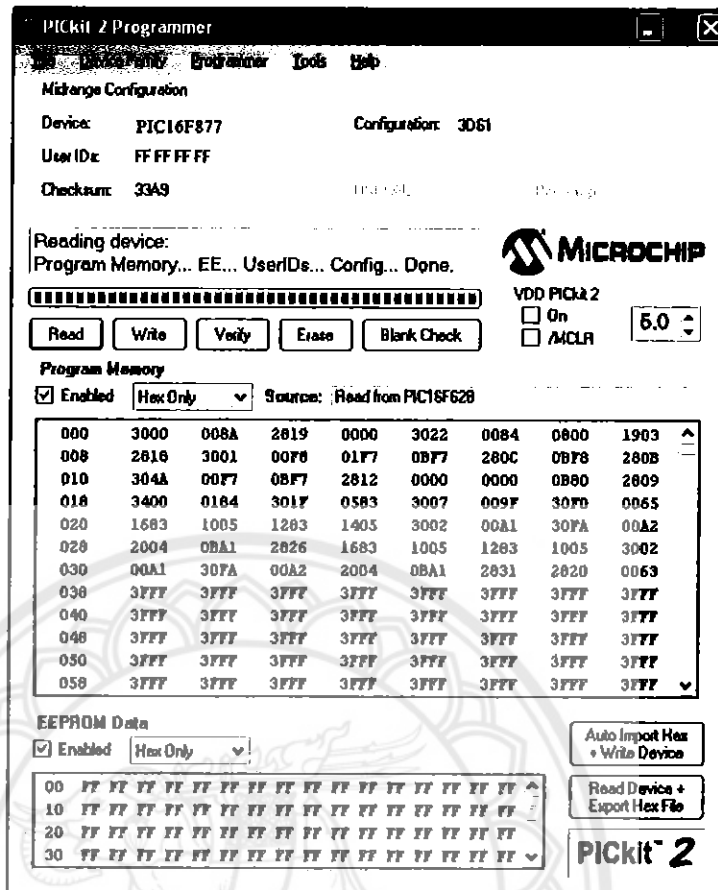 PICkit 2 Programmer
Programmer Tools Help
Midrange Configuration
Device: PIC16F877 Configuration: 3D61
User IDs: FF FF FF FF
Checksum: 33A9
Reading device:
Program Memory... EE... UserIDs... Config... Done.
MICROCHIP
VDD PICkit 2
On
/MCLR
5.0
Read Write Verify Erase Blank Check
Program Memory
Enabled Hex Only Source: Read from PIC16F628
000 3000 008A 2819 0000 3022 0084 0800 1903
008 2818 3001 00F8 01F7 0BF7 280C 0BF8 280B
010 304A 00F7 0BF7 2812 0000 0000 0B80 2809
018 3400 0184 301F 0583 3007 009F 30F0 0065
020 1683 1005 1283 1405 3002 00A1 30FA 00A2
028 2004 0BA1 2826 1683 1005 1283 1005 3002
030 00A1 30FA 00A2 2004 0BA1 2831 2820 0063
038 3FFF 3FFF 3FFF 3FFF 3FFF 3FFF 3FFF 3FFF
040 3FFF 3FFF 3FFF 3FFF 3FFF 3FFF 3FFF 3FFF
048 3FFF 3FFF 3FFF 3FFF 3FFF 3FFF 3FFF 3FFF
050 3FFF 3FFF 3FFF 3FFF 3FFF 3FFF 3FFF 3FFF
058 3FFF 3FFF 3FFF 3FFF 3FFF 3FFF 3FFF 3FFF
EEPROM Data
Enabled Hex Only
Auto Import Hex
+ Write Device
Read Device +
Export Hex File
00 FF FF FF FF FF FF FF FF FF FF FF FF FF FF FF FF
10 FF FF FF FF FF FF FF FF FF FF FF FF FF FF FF FF
20 FF FF FF FF FF FF FF FF FF FF FF FF FF FF FF FF
30 FF FF FF FF FF FF FF FF FF FF FF FF FF FF FF FF
PICkit™ 2